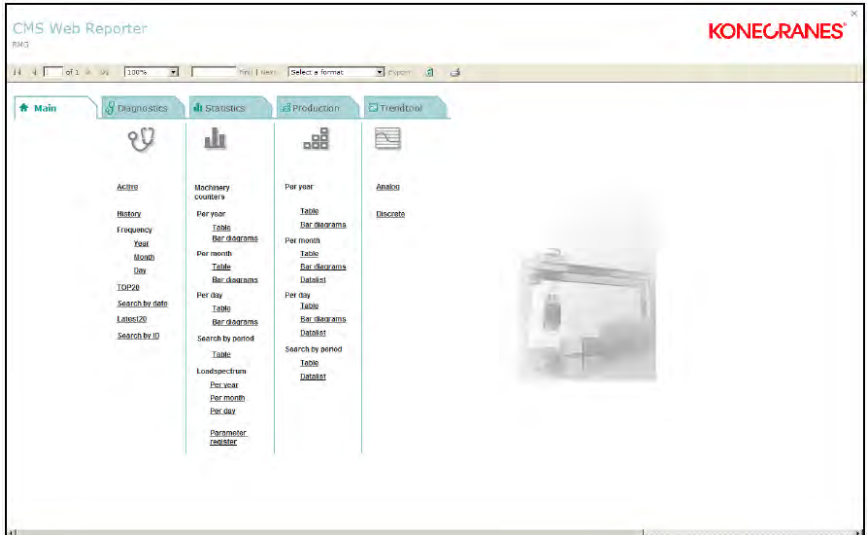 CMS Web Reporter
RMG
KONECRANES
of 1
100%
Find | Next
Select a format
Export
Main
Diagnostics
Statistics
Production
Trendtool
Active
History
Frequency
Year
Month
Day
TOP20
Search by date
Latest20
Search by ID
Machinery
counters
Per year
Table
Bar diagrams
Per month
Table
Bar diagrams
Per day
Table
Bar diagrams
Search by period
Table
Loadspectrum
Per year
Per month
Per day
Parameter
register
Per year
Table
Bar diagrams
Per month
Table
Bar diagrams
Datalist
Per day
Table
Bar diagrams
Datalist
Search by period
Table
Datalist
Analog
Discrete